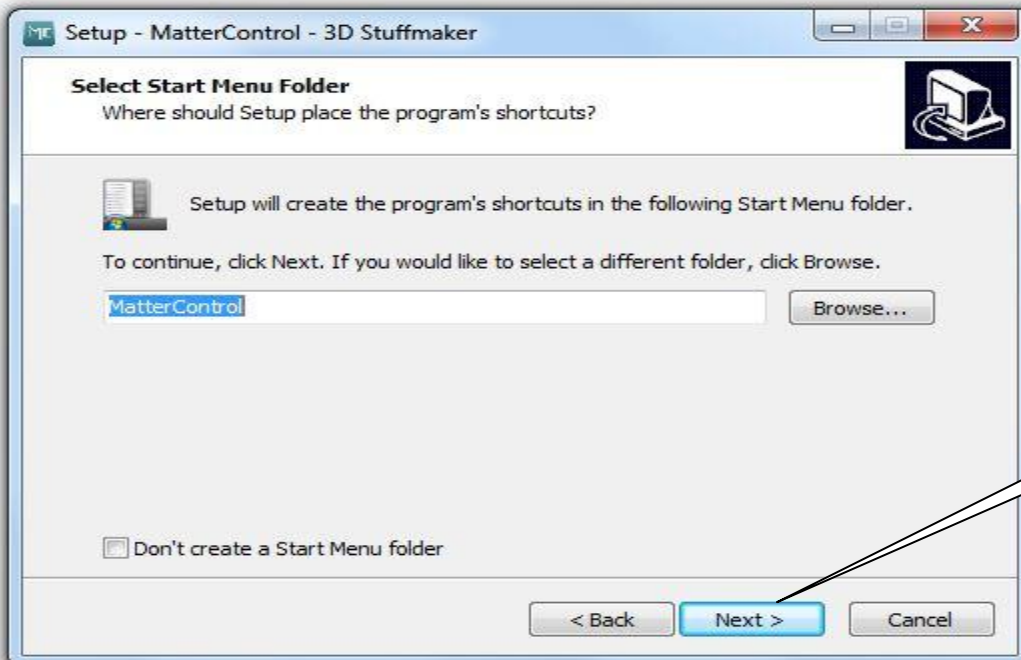 MC Setup - MatterControl - 3D Stuffmaker
Select Start Menu Folder
Where should Setup place the program's shortcuts?
Setup will create the program's shortcuts in the following Start Menu folder.
To continue, click Next. If you would like to select a different folder, click Browse.
MatterControl Browse...
Don't create a Start Menu folder
< Back Next > Cancel